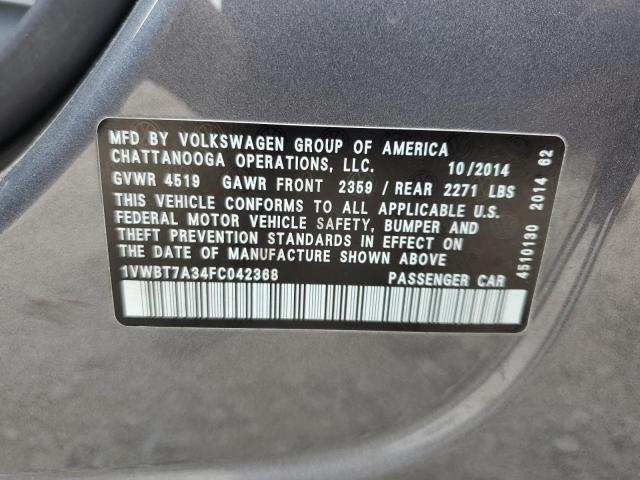 MFD BY VOLKSWAGEN GROUP OF AMERICA
CHATTANOOGA OPERATIONS, LLC. 10/2014
GVWR 4519 GAWR FRONT 2359 / REAR 2271 LBS
THIS VEHICLE CONFORMS TO ALL APPLICABLE U.S.
FEDERAL MOTOR VEHICLE SAFETY, BUMPER AND
THEFT PREVENTION STANDARDS IN EFFECT ON
THE DATE OF MANUFACTURE SHOWN ABOVE
1VWBT7A34FC042368 PASSENGER CAR
4510130 2014 62